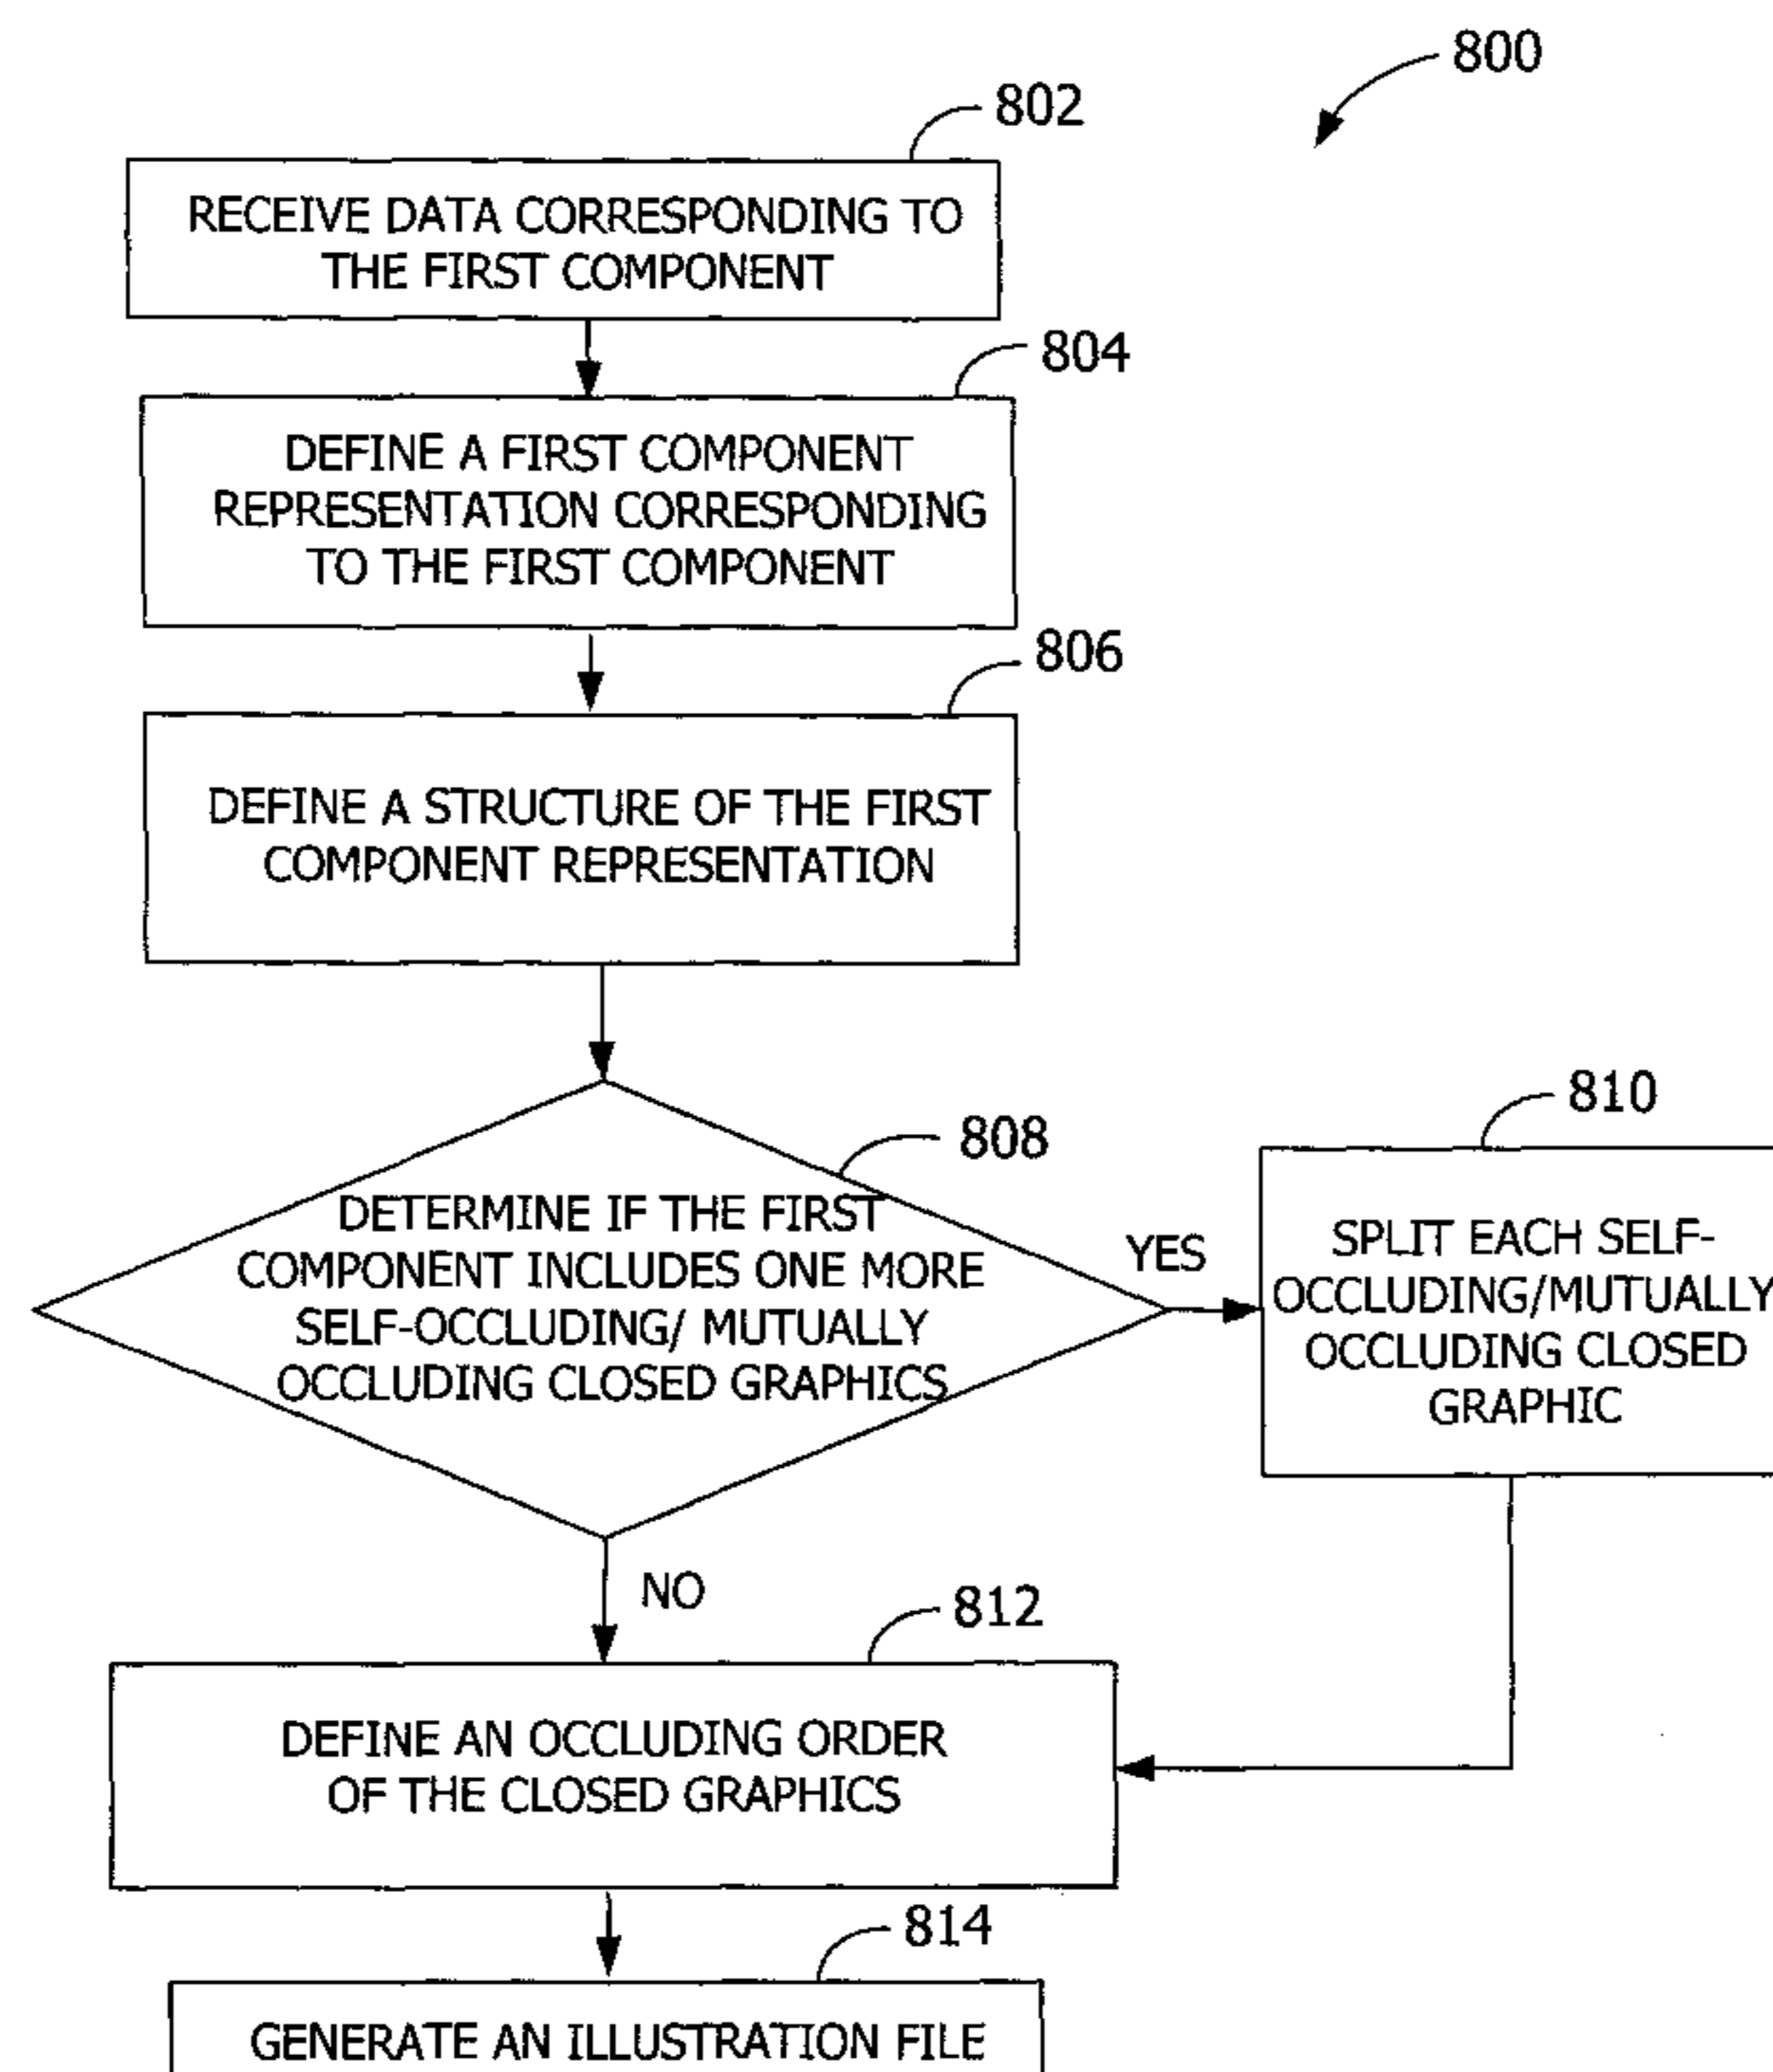 800
802
RECEIVE DATA CORRESPONDING TO
THE FIRST COMPONENT
804
DEFINE A FIRST COMPONENT
REPRESENTATION CORRESPONDING
TO THE FIRST COMPONENT
806
DEFINE A STRUCTURE OF THE FIRST
COMPONENT REPRESENTATION
808
DETERMINE IF THE FIRST
COMPONENT INCLUDES ONE MORE
SELF-OCCLUDING/ MUTUALLY
OCCLUDING CLOSED GRAPHICS
YES
810
SPLIT EACH SELF-
OCCLUDING/MUTUALLY
OCCLUDING CLOSED
GRAPHIC
NO
812
DEFINE AN OCCLUDING ORDER
OF THE CLOSED GRAPHICS
814
GENERATE AN ILLUSTRATION FILE